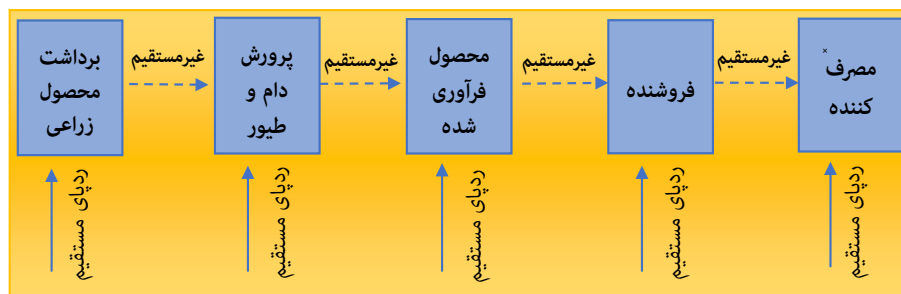 برداشت
محصول
زراعی
غیرمستقیم
پرورش
دام و
طیور
غیرمستقیم
محصول
فرآوری
شده
غیرمستقیم
فروشنده
غیرمستقیم
مصرف
کننده
ردپای مستقیم
ردپای مستقیم
ردپای مستقیم
ردپای مستقیم
ردپای مستقیم